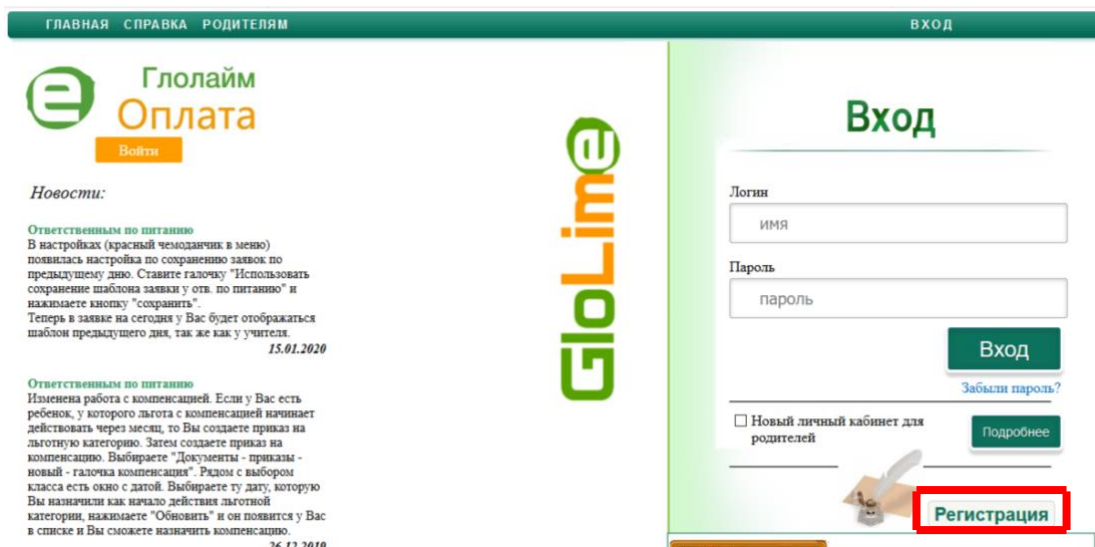 ГЛАВНАЯ СПРАВКА РОДИТЕЛЯМ
ВХОД
e Глолайм
Оплата
Войти
Новости:
Ответственным по питанию
В настройках (красный чемоданчик в меню)
появилась настройка по сохранению заявок по
предыдущему дню. Ставите галочку "Использовать
сохранение шаблона заявки у отв. по питанию" и
нажимаете кнопку "сохранить".
Теперь в заявке на сегодня у Вас будет отображаться
шаблон предыдущего дня, так же как у учителя.
15.01.2020
Ответственным по питанию
Изменена работа с компенсацией. Если у Вас есть
ребенок, у которого льгота с компенсацией начинает
действовать через месяц, то Вы создаете приказ на
льготную категорию. Затем создаете приказ на
компенсацию. Выбираете "Документы - приказы -
новый - галочка компенсация". Рядом с выбором
класса есть окно с датой. Выбираете ту дату, которую
Вы назначили как начало действия льготной
категории, нажимаете "Обновить" и он появится у Вас
в списке и Вы сможете назначить компенсацию.
26.12.2019
GloLime
Вход
Логин
имя
Пароль
пароль
Вход
Забыли пароль?
Новый личный кабинет для
родителей
Подробнее
Регистрация